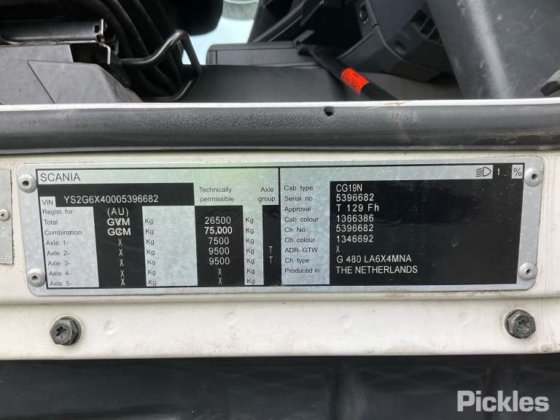 SCANIA
VIN YS2G6X40005396682 Technically permissible Axle group
Regist. for (AU)
Total GVM Kg 26500 Kg
Combination GCM Kg 75,000 Kg
Axle 1- X Kg 7500 Kg
Axle 2- X Kg 9500 Kg T
Axle 3- X Kg 9500 Kg T
Axle 4- X Kg X Kg
Axle 5- X Kg X Kg
Cab type CG19N
Serial No 5396682
Approval T 129 Fh
Cab colour 1366386
Ch No 5396682
Ch colour 1346692
ADR-GTW X
Ch type G 480 LA6X4MNA
Produced in THE NETHERLANDS
%
Pickles